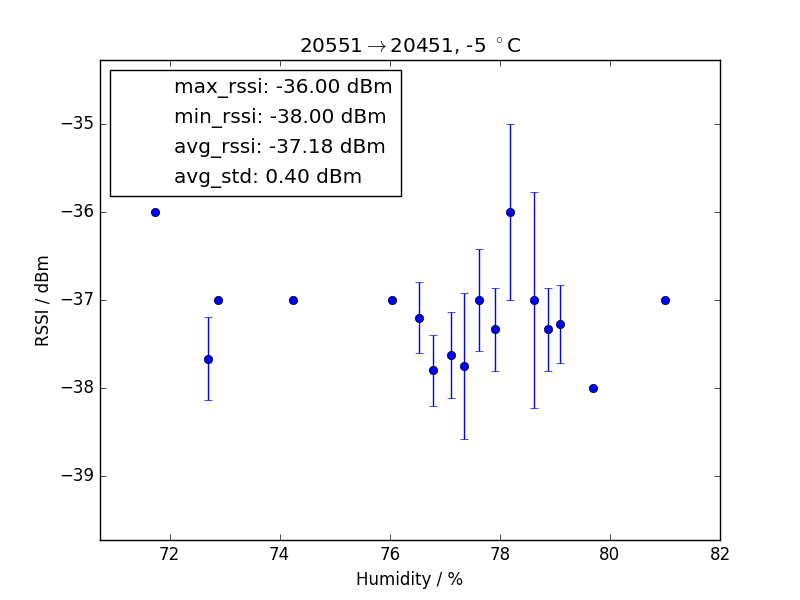 20551→20451, -5 °C
max_rssi: -36.00 dBm
min_rssi: -38.00 dBm
avg_rssi: -37.18 dBm
avg_std: 0.40 dBm
RSSI / dBm
−35
−36
−37
−38
−39
72 74 76 78 80 82
Humidity / %